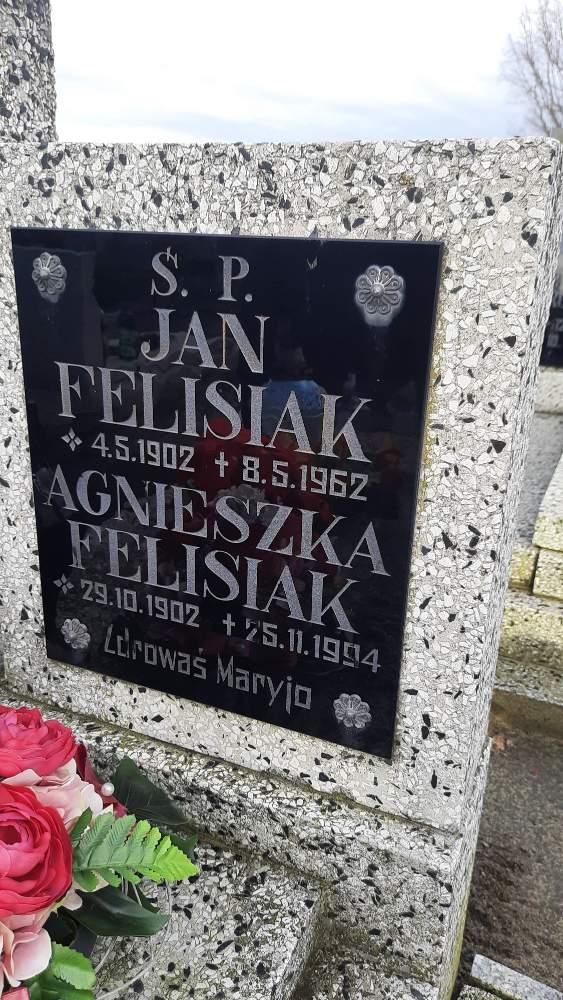 Ś. P.
JAN
FELISIAK
4.5.1902 ✝ 8.5.1962
AGNIESZKA
FELISIAK
29.10.1902 ✝ 25.11.1994
Zdrowaś Maryjo